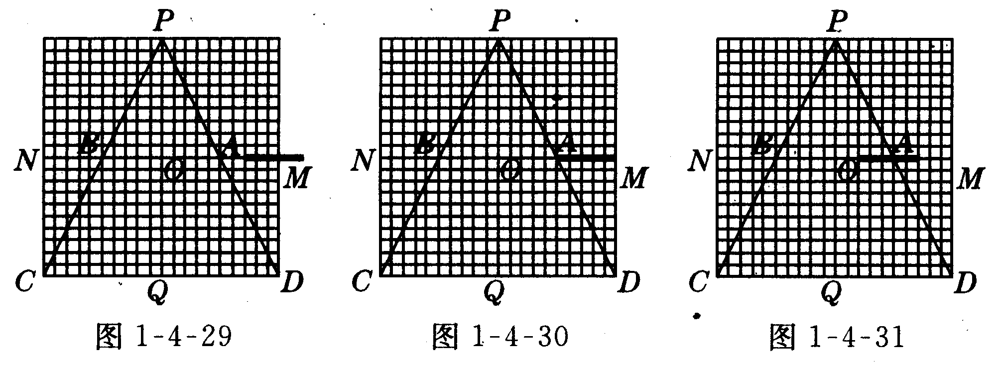 P P P
B A B A B A
N O M N O M N O M
C Q D C Q D C Q D
图 1-4-29 图 1-4-30 图 1-4-31